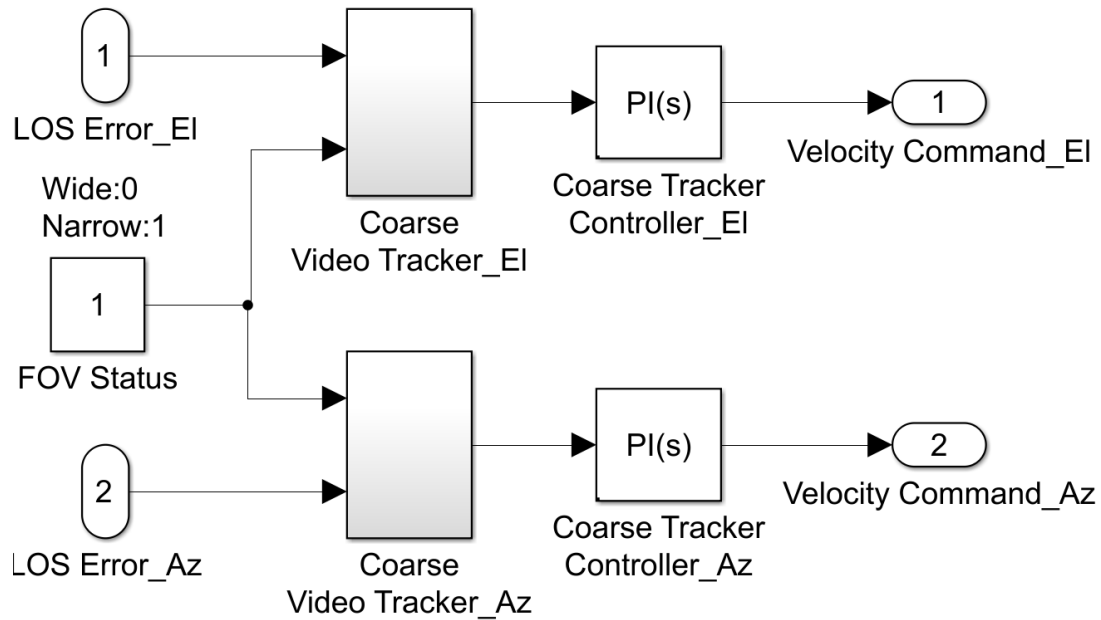 1
LOS Error_El
Wide:0
Narrow:1
1
FOV Status
2
LOS Error_Az
Coarse
Video Tracker_El
Coarse
Video Tracker_Az
PI(s)
Coarse Tracker
Controller_El
PI(s)
Coarse Tracker
Controller_Az
1
Velocity Command_El
2
Velocity Command_Az